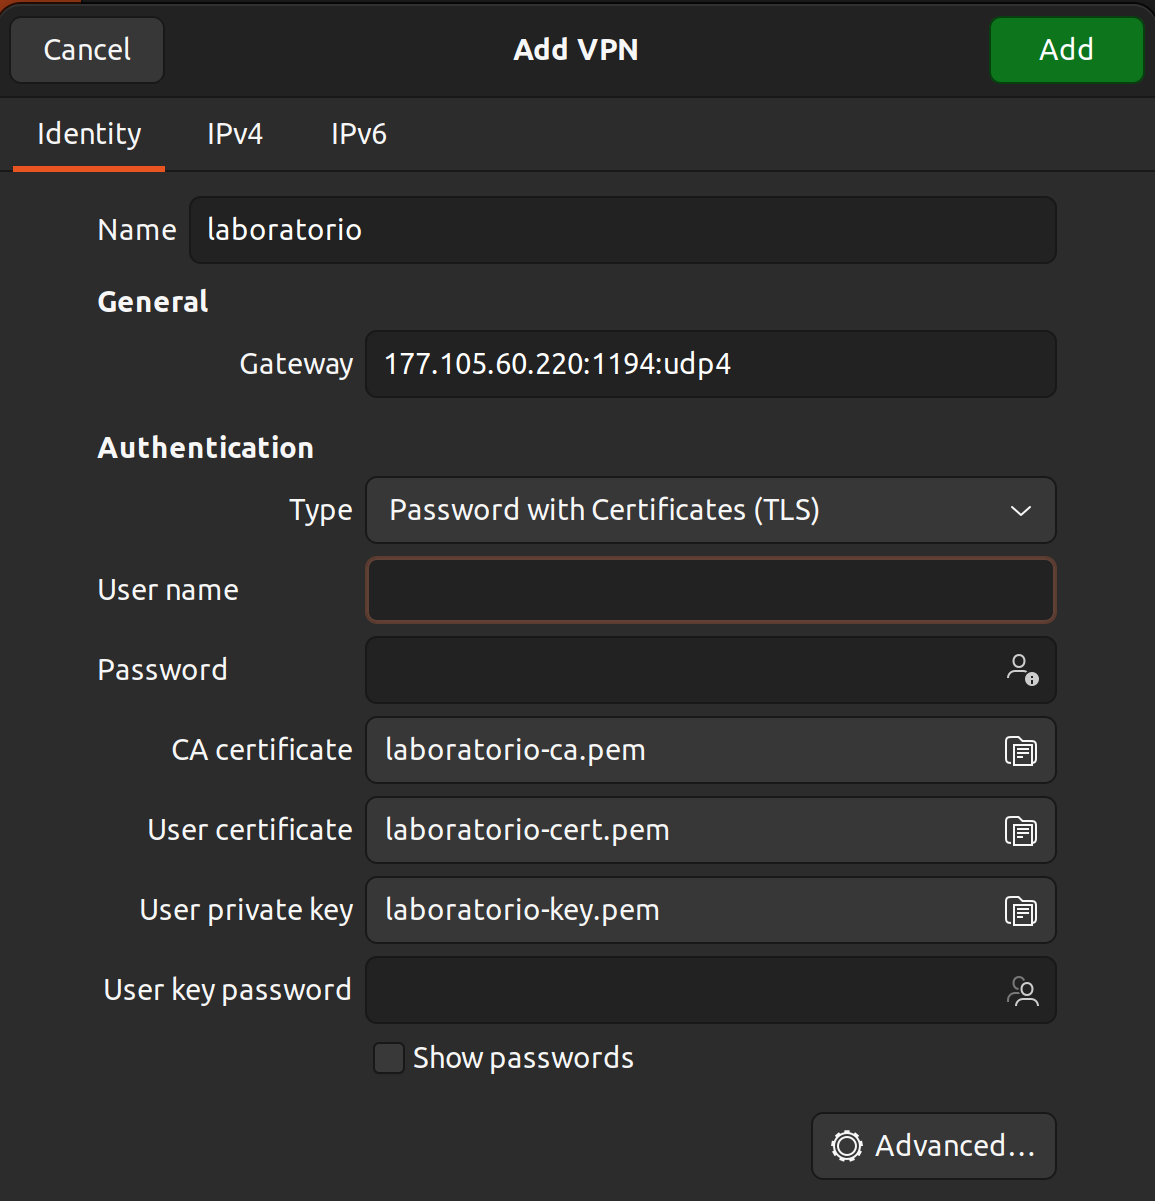 Cancel Add VPN Add
Identity IPv4 IPv6
Name laboratorio
General
Gateway 177.105.60.220:1194:udp4
Authentication
Type Password with Certificates (TLS)
User name
Password
CA certificate laboratorio-ca.pem
User certificate laboratorio-cert.pem
User private key laboratorio-key.pem
User key password
Show passwords
Advanced...